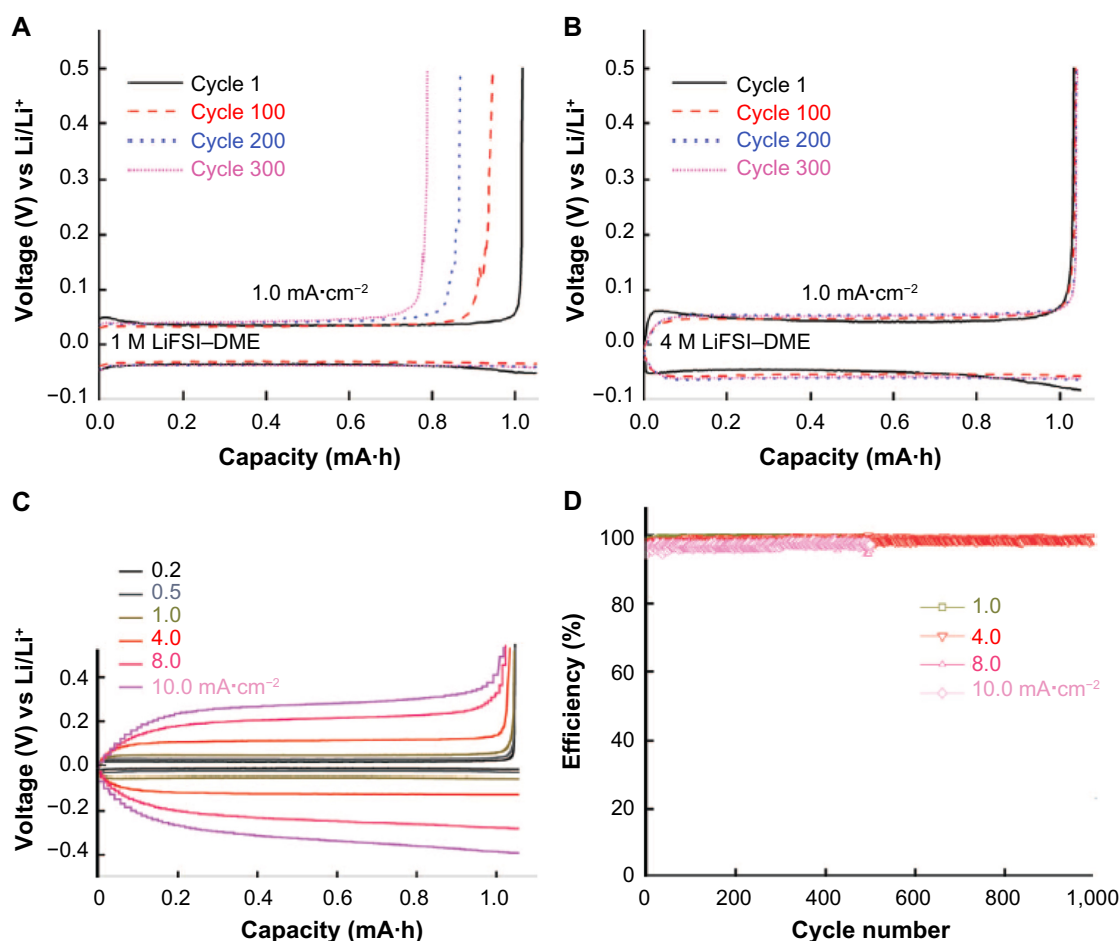 A
Voltage (V) vs Li/Li⁺
0.5
0.4
0.3
0.2
0.1
0.0
−0.1
Cycle 1
Cycle 100
Cycle 200
Cycle 300
1.0 mA·cm⁻²
1 M LiFSI–DME
0.0 0.2 0.4 0.6 0.8 1.0
Capacity (mA·h)
B
Voltage (V) vs Li/Li⁺
0.5
0.4
0.3
0.2
0.1
0.0
−0.1
Cycle 1
Cycle 100
Cycle 200
Cycle 300
1.0 mA·cm⁻²
4 M LiFSI–DME
0.0 0.2 0.4 0.6 0.8 1.0
Capacity (mA·h)
C
Voltage (V) vs Li/Li⁺
0.2
0.5
1.0
4.0
8.0
10.0 mA·cm⁻²
0.4
0.2
0.0
−0.2
−0.4
0 0.2 0.4 0.6 0.8 1.0
Capacity (mA·h)
D
Efficiency (%)
100
80
60
40
20
0
1.0
4.0
8.0
10.0 mA·cm⁻²
0 200 400 600 800 1,000
Cycle number